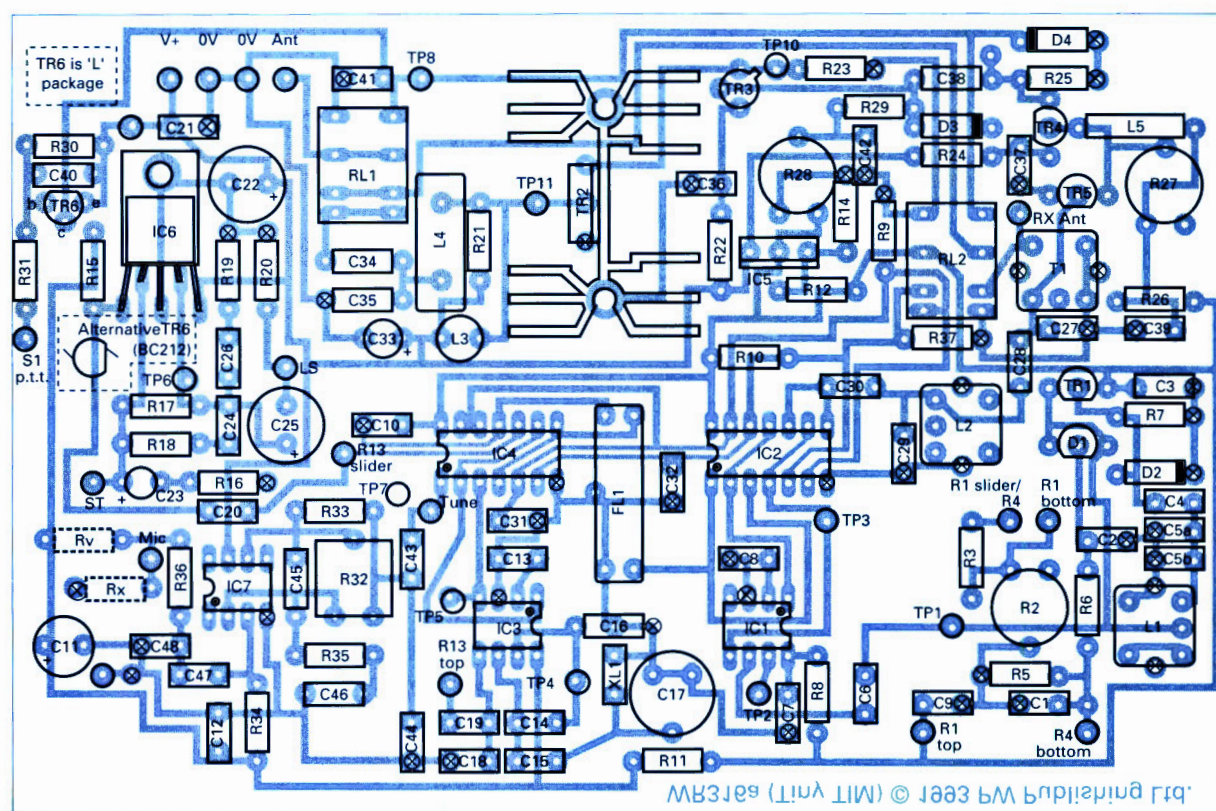 V+ 0V 0V Ant
TR6 is 'L'
package
C41
TP8
TP10
R23
D4
C38
R25
TR3
R29
D3
TR4
L5
C21
R30
C40
TR6
b
e
c
C22
RL1
TP11
TR2
C36
R28
C42
R24
C37
TR5
R27
RX Ant
IC6
R31
R15
R19
R20
L4
R21
R22
R14
R9
RL2
T1
IC5
R12
C34
C35
C33
L3
R26
C27
C39
S1
p.t.t.
Alternative TR6
(BC212)
TP6
C26
LS
R10
R37
C28
C30
TR1
C3
R17
R18
C24
C25
C10
R13
slider
IC4
IC2
C29
L2
R7
D1
D2
ST
C23
R16
C20
TP7
Tune
FL1
C32
R1 slider/
R4
R1
bottom
C4
C5a
C5b
R33
C31
C13
TP3
C8
R3
C2
Rv
Mic
R36
IC7
C45
R32
C43
Rx
TP5
IC3
C16
IC1
R2
R6
TP1
L1
C11
C48
C47
R35
C46
R13
top
TP4
XL1
C17
TP2
C7
R8
C6
R5
C9
C1
C12
R34
C44
C19
C14
C18
C15
R11
R1
top
R4
bottom
WR316a (Tiny TIM) © 1993 PW Publishing Ltd.